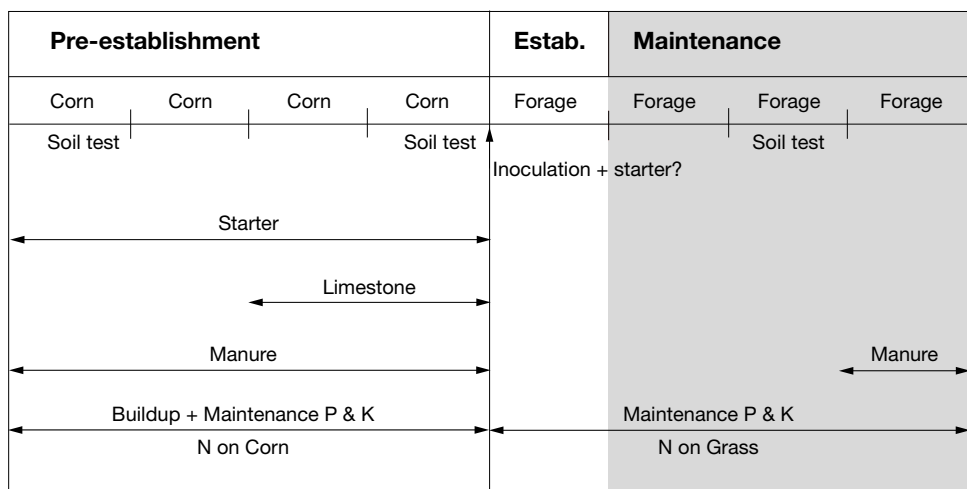 Pre-establishment Estab. Maintenance
Corn Corn Corn Corn Forage Forage Forage Forage
Soil test Soil test Soil test
Inoculation + starter?
Starter
Limestone
Manure Manure
Buildup + Maintenance P & K Maintenance P & K
N on Corn N on Grass